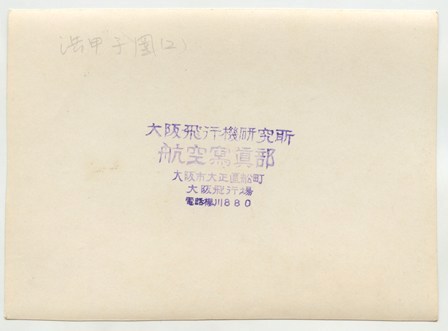 浜甲子園(2)
大阪飛行機研究所
航空寫眞部
大阪市大正區船町
大阪飛行場
電話櫻川880